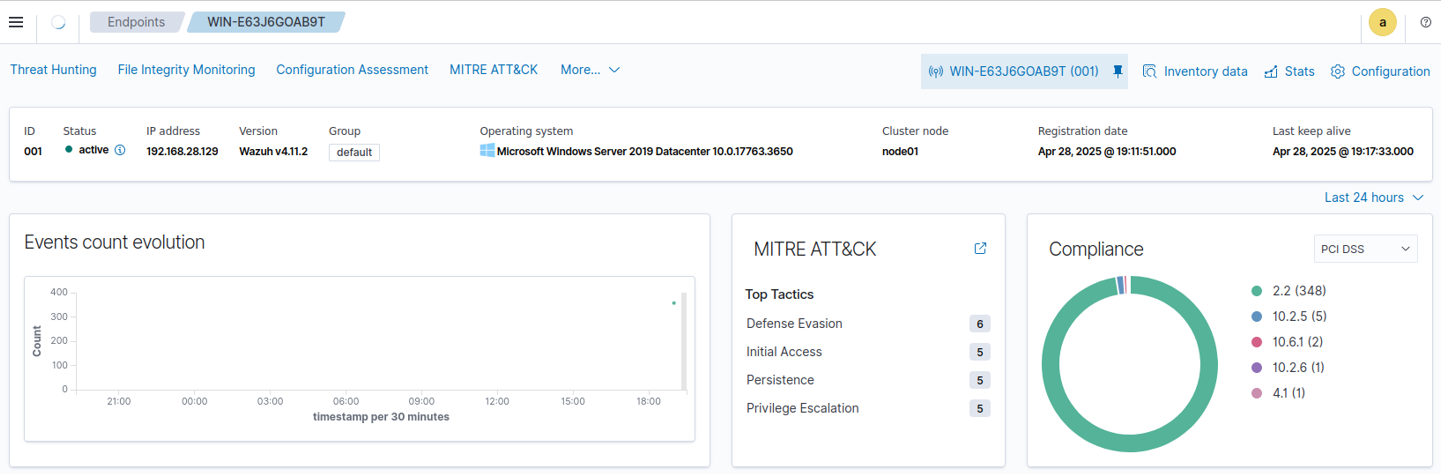 Endpoints WIN-E63J6GOAB9T a
Threat Hunting File Integrity Monitoring Configuration Assessment MITRE ATT&CK More... WIN-E63J6GOAB9T (001) Inventory data Stats Configuration
ID Status IP address Version Group Operating system Cluster node Registration date Last keep alive
001 active 192.168.28.129 Wazuh v4.11.2 default Microsoft Windows Server 2019 Datacenter 10.0.17763.3650 node01 Apr 28, 2025 @ 19:11:51.000 Apr 28, 2025 @ 19:17:33.000
Last 24 hours
Events count evolution
400
300
200
100
0
Count
21:00 00:00 03:00 06:00 09:00 12:00 15:00 18:00
timestamp per 30 minutes
MITRE ATT&CK
Top Tactics
Defense Evasion 6
Initial Access 5
Persistence 5
Privilege Escalation 5
Compliance PCI DSS
2.2 (348)
10.2.5 (5)
10.6.1 (2)
10.2.6 (1)
4.1 (1)